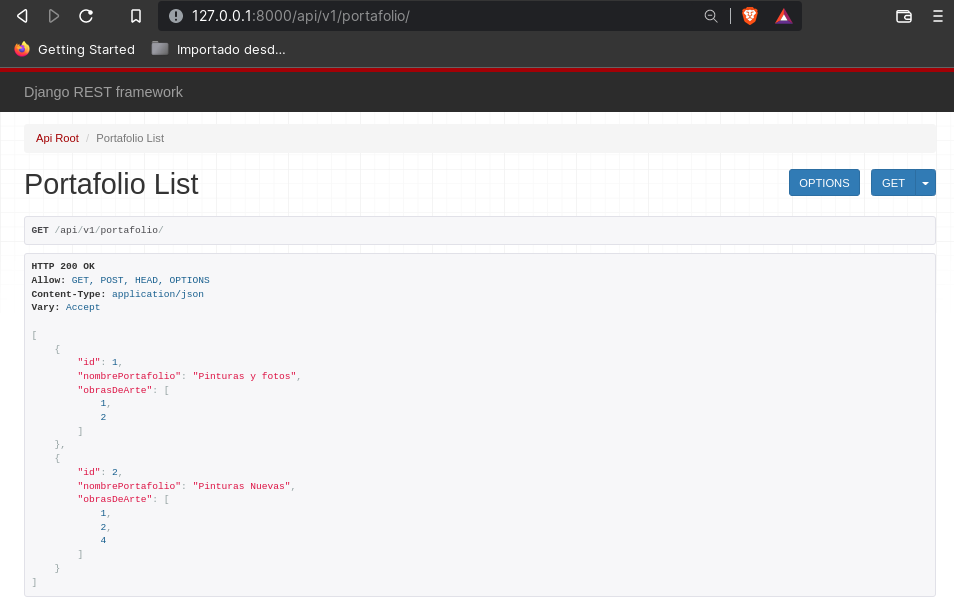 127.0.0.1:8000/api/v1/portafolio/
Getting Started Importado desd...
Django REST framework
Api Root / Portafolio List
Portafolio List
OPTIONS GET
GET /api/v1/portafolio/
HTTP 200 OK
Allow: GET, POST, HEAD, OPTIONS
Content-Type: application/json
Vary: Accept
[
    {
        "id": 1,
        "nombrePortafolio": "Pinturas y fotos",
        "obrasDeArte": [
            1,
            2
        ]
    },
    {
        "id": 2,
        "nombrePortafolio": "Pinturas Nuevas",
        "obrasDeArte": [
            1,
            2,
            4
        ]
    }
]